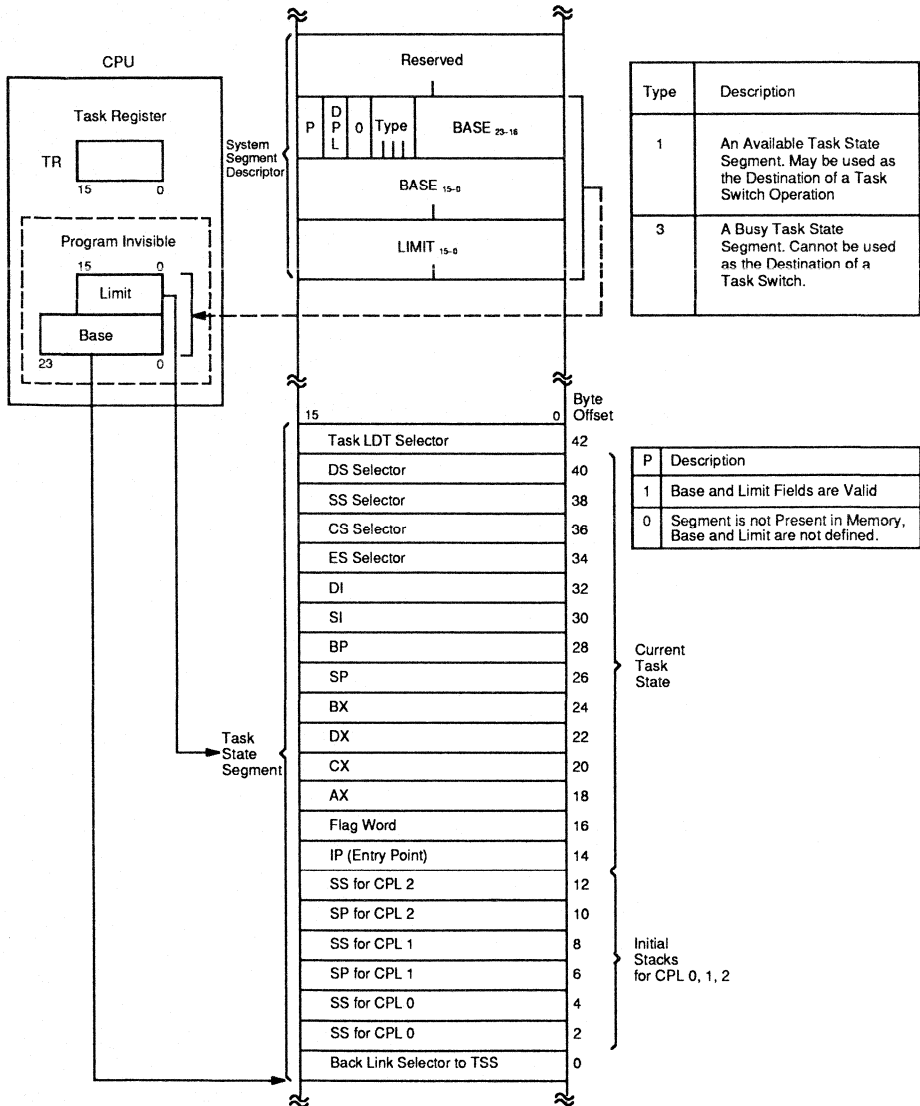 CPU
Task Register
TR
15 0
Program Invisible
15 0
Limit
Base
23 0
System
Segment
Descriptor
Reserved
P DPL 0 Type BASE 23-16
BASE 15-0
LIMIT 15-0
Type Description
1 An Available Task State
Segment. May be used as
the Destination of a Task
Switch Operation
3 A Busy Task State
Segment. Cannot be used
as the Destination of a
Task Switch.
P Description
1 Base and Limit Fields are Valid
0 Segment is not Present in Memory,
Base and Limit are not defined.
Task
State
Segment
15 0
Byte
Offset
Task LDT Selector 42
DS Selector 40
SS Selector 38
CS Selector 36
ES Selector 34
DI 32
SI 30
BP 28
SP 26
BX 24
DX 22
CX 20
AX 18
Flag Word 16
IP (Entry Point) 14
SS for CPL 2 12
SP for CPL 2 10
SS for CPL 1 8
SP for CPL 1 6
SS for CPL 0 4
SS for CPL 0 2
Back Link Selector to TSS 0
Current
Task
State
Initial
Stacks
for CPL 0, 1, 2